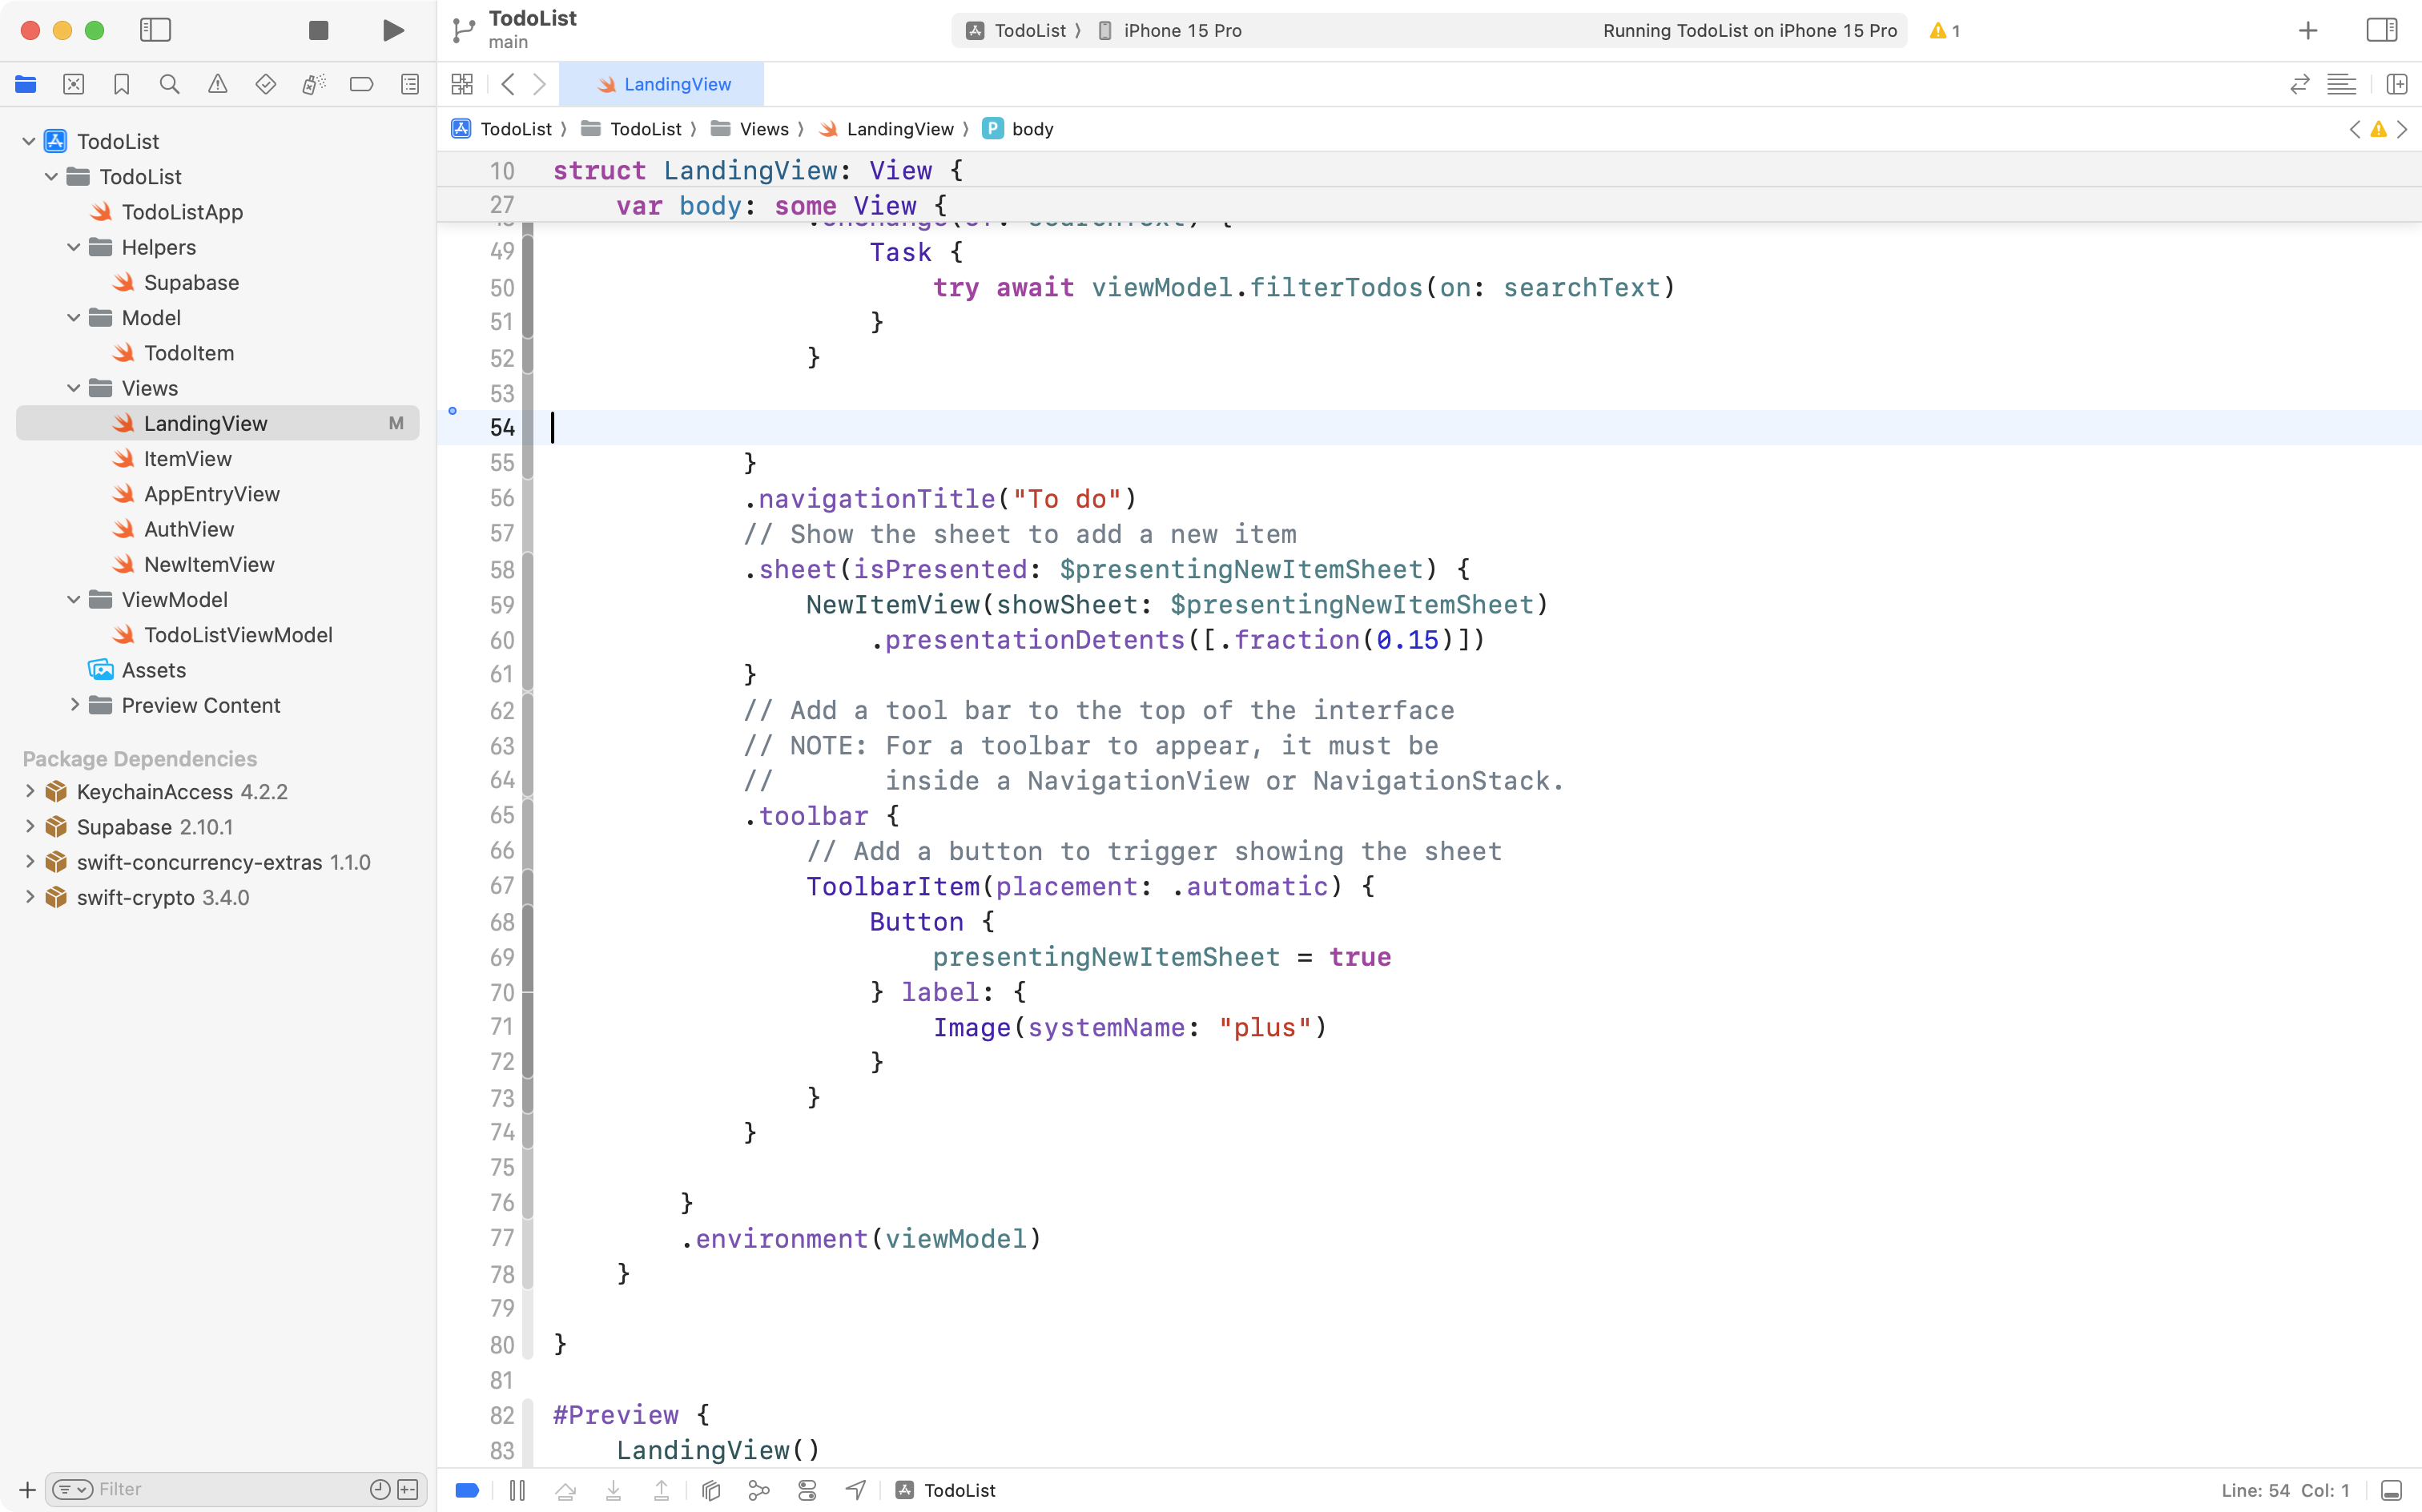 TodoList
main
TodoList 〉 iPhone 15 Pro
Running TodoList on iPhone 15 Pro
1
LandingView
TodoList 〉 TodoList 〉 Views 〉 LandingView 〉 P body
TodoList
TodoList
TodoListApp
Helpers
Supabase
Model
TodoItem
Views
LandingView M
ItemView
AppEntryView
AuthView
NewItemView
ViewModel
TodoListViewModel
Assets
Preview Content
Package Dependencies
KeychainAccess 4.2.2
Supabase 2.10.1
swift-concurrency-extras 1.1.0
swift-crypto 3.4.0
Filter
10 struct LandingView: View {
27 var body: some View {
49 Task {
50 try await viewModel.filterTodos(on: searchText)
51 }
52 }
53
54
55 }
56 .navigationTitle("To do")
57 // Show the sheet to add a new item
58 .sheet(isPresented: $presentingNewItemSheet) {
59 NewItemView(showSheet: $presentingNewItemSheet)
60 .presentationDetents([.fraction(0.15)])
61 }
62 // Add a tool bar to the top of the interface
63 // NOTE: For a toolbar to appear, it must be
64 // inside a NavigationView or NavigationStack.
65 .toolbar {
66 // Add a button to trigger showing the sheet
67 ToolbarItem(placement: .automatic) {
68 Button {
69 presentingNewItemSheet = true
70 } label: {
71 Image(systemName: "plus")
72 }
73 }
74 }
75
76 }
77 .environment(viewModel)
78 }
79
80 }
81
82 #Preview {
83 LandingView()
TodoList
Line: 54 Col: 1